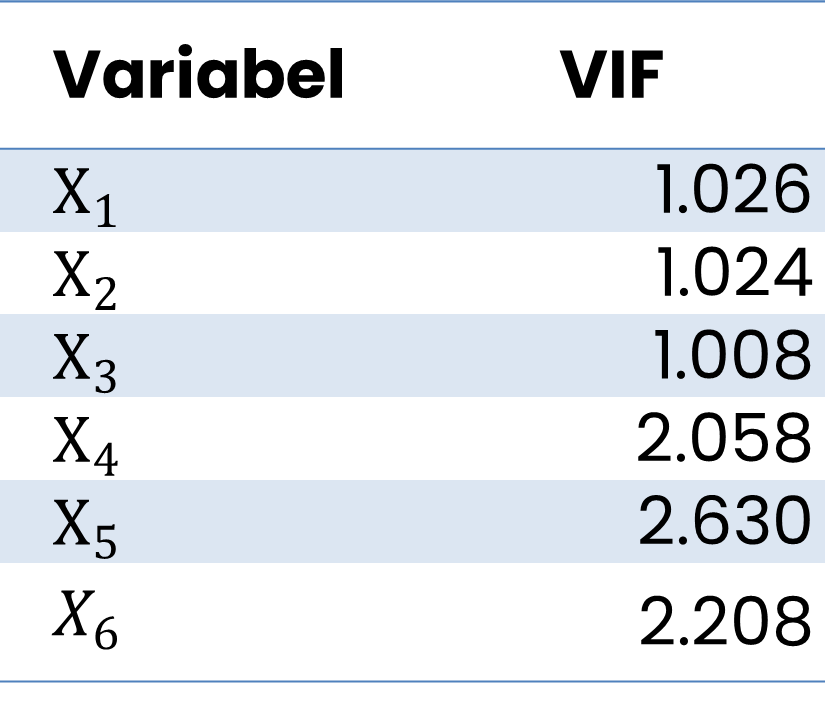 Variabel VIF
X₁ 1.026
X₂ 1.024
X₃ 1.008
X₄ 2.058
X₅ 2.630
X₆ 2.208